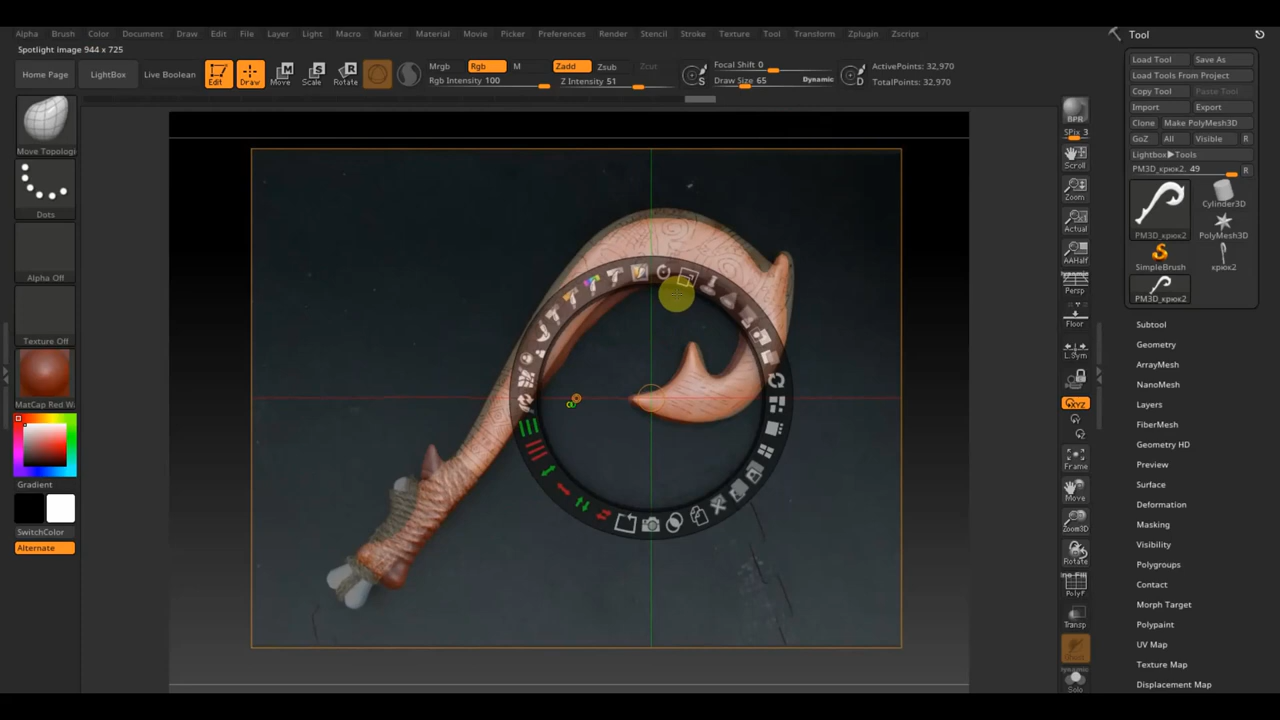 Alpha Brush Color Document Draw Edit File Layer Light Macro Marker Material Movie Picker Preferences Render Stencil Stroke Texture Tool Transform Zplugin Zscript
Tool
Spotlight image 944 x 725
Home Page
LightBox
Live Boolean
Edit
Draw
Move
Scale
Rotate
Mrgb
Rgb
M
Rgb Intensity 100
Zadd
Zsub
Zcut
Z Intensity 51
Focal Shift 0
Draw Size 65
Dynamic
S
D
ActivePoints: 32,970
TotalPoints: 32,970
Load Tool
Save As
Load Tools From Project
Copy Tool
Paste Tool
Import
Export
Clone
Make PolyMesh3D
GoZ
All
Visible
R
Lightbox▶Tools
PM3D_крюк2. 49
R
PM3D_крюк2
Cylinder3D
PolyMesh3D
SimpleBrush
крюк2
PM3D_крюк2
Move Topologi
Dots
Alpha Off
Texture Off
MatCap Red Wa
Gradient
SwitchColor
Alternate
BPR
SPix 3
Scroll
Zoom
Actual
AAHalf
Dynamic
Persp
Floor
L.Sym
XYZ
Frame
Move
Zoom3D
Rotate
Line Fill
PolyF
Transp
Ghost
Dynamic
Solo
Subtool
Geometry
ArrayMesh
NanoMesh
Layers
FiberMesh
Geometry HD
Preview
Surface
Deformation
Masking
Visibility
Polygroups
Contact
Morph Target
Polypaint
UV Map
Texture Map
Displacement Map